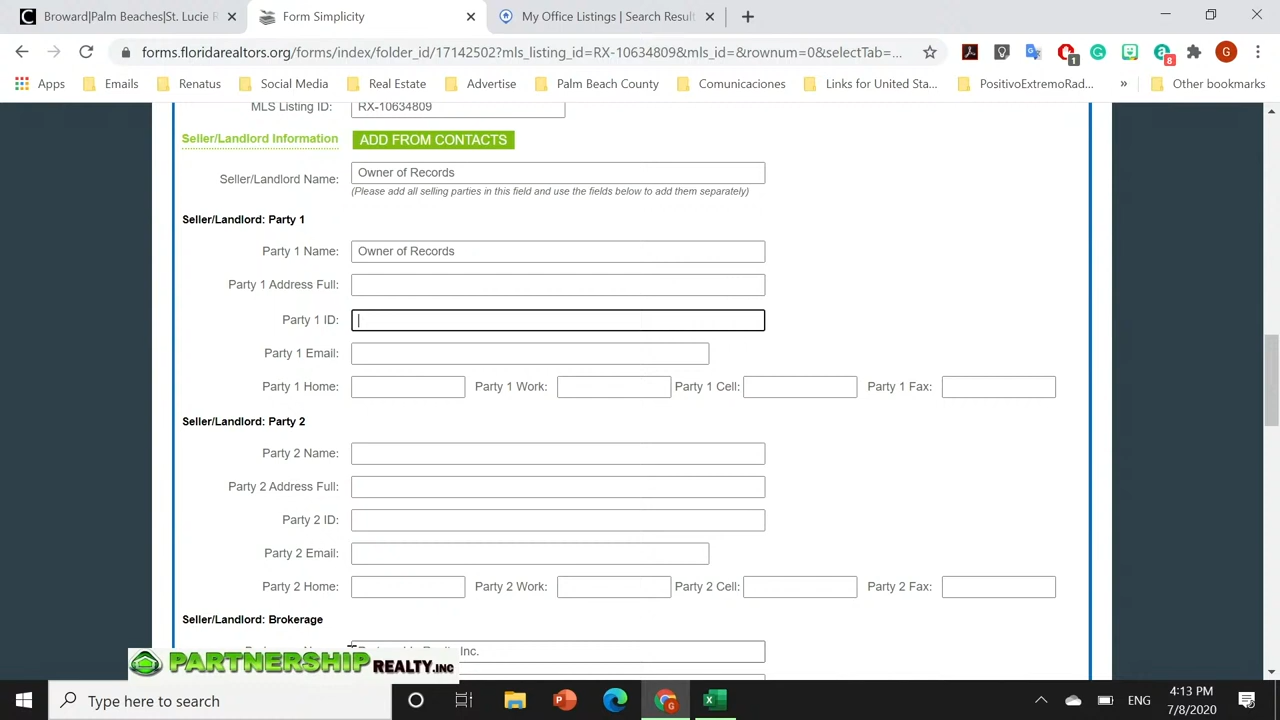 Broward|Palm Beaches|St. Lucie R
Form Simplicity
My Office Listings | Search Resul
forms.floridarealtors.org/forms/index/folder_id/17142502?mls_listing_id=RX-10634809&mls_id=&rownum=0&selectTab=...
Apps
Emails
Renatus
Social Media
Real Estate
Advertise
Palm Beach County
Comunicaciones
Links for United Sta...
PositivoExtremoRad...
Other bookmarks
MLS Listing ID: RX-10634809
Seller/Landlord Information ADD FROM CONTACTS
Seller/Landlord Name: Owner of Records
(Please add all selling parties in this field and use the fields below to add them separately)
Seller/Landlord: Party 1
Party 1 Name: Owner of Records
Party 1 Address Full:
Party 1 ID:
Party 1 Email:
Party 1 Home: Party 1 Work: Party 1 Cell: Party 1 Fax:
Seller/Landlord: Party 2
Party 2 Name:
Party 2 Address Full:
Party 2 ID:
Party 2 Email:
Party 2 Home: Party 2 Work: Party 2 Cell: Party 2 Fax:
Seller/Landlord: Brokerage
Inc.
PARTNERSHIP REALTY.INC
Type here to search
ENG
4:13 PM
7/8/2020